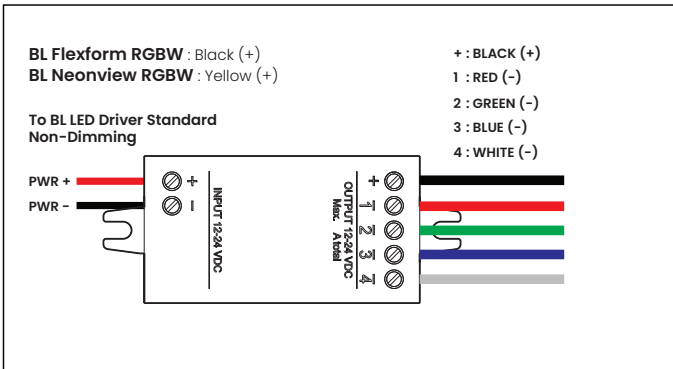 BL Flexform RGBW : Black (+)
BL Neonview RGBW : Yellow (+)
To BL LED Driver Standard
Non-Dimming
+ : BLACK (+)
1 : RED (-)
2 : GREEN (-)
3 : BLUE (-)
4 : WHITE (-)
PWR +
PWR -
+
-
INPUT 12-24 VDC
OUTPUT 12-24 VDC
Max. A total
+
1
2
3
4